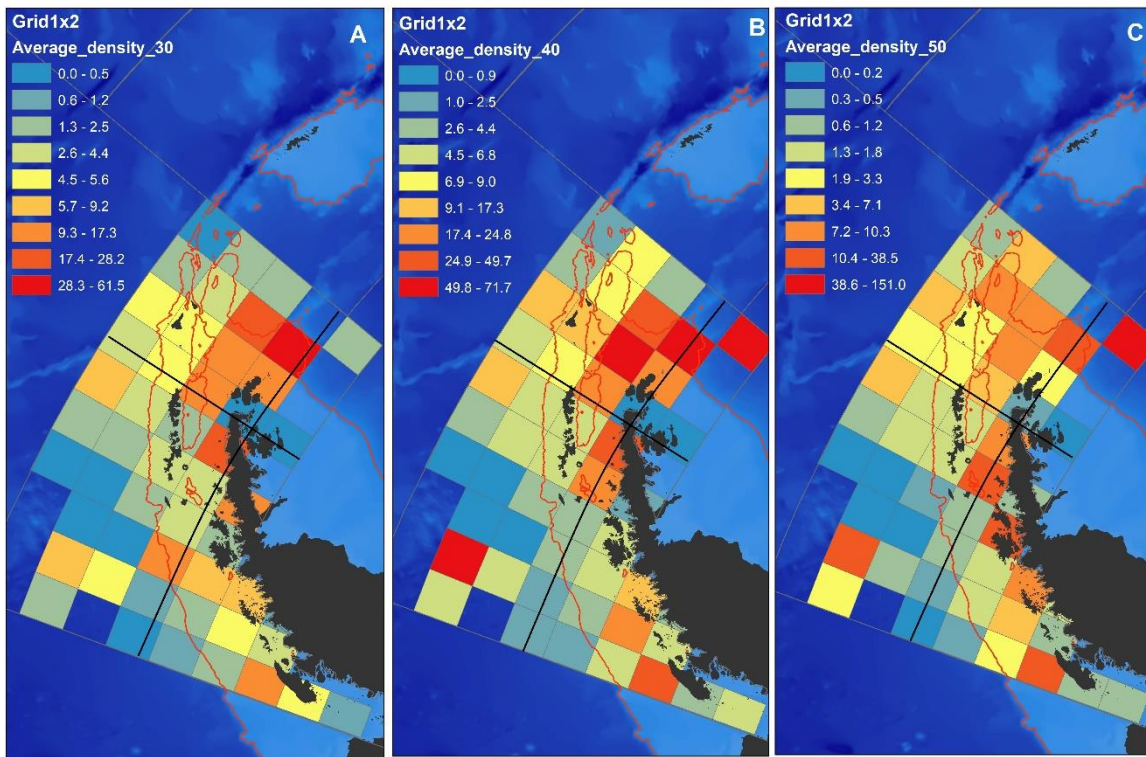 Grid1x2
Average_density_30
A
0.0 - 0.5
0.6 - 1.2
1.3 - 2.5
2.6 - 4.4
4.5 - 5.6
5.7 - 9.2
9.3 - 17.3
17.4 - 28.2
28.3 - 61.5
Grid1x2
Average_density_40
B
0.0 - 0.9
1.0 - 2.5
2.6 - 4.4
4.5 - 6.8
6.9 - 9.0
9.1 - 17.3
17.4 - 24.8
24.9 - 49.7
49.8 - 71.7
Grid1x2
Average_density_50
C
0.0 - 0.2
0.3 - 0.5
0.6 - 1.2
1.3 - 1.8
1.9 - 3.3
3.4 - 7.1
7.2 - 10.3
10.4 - 38.5
38.6 - 151.0